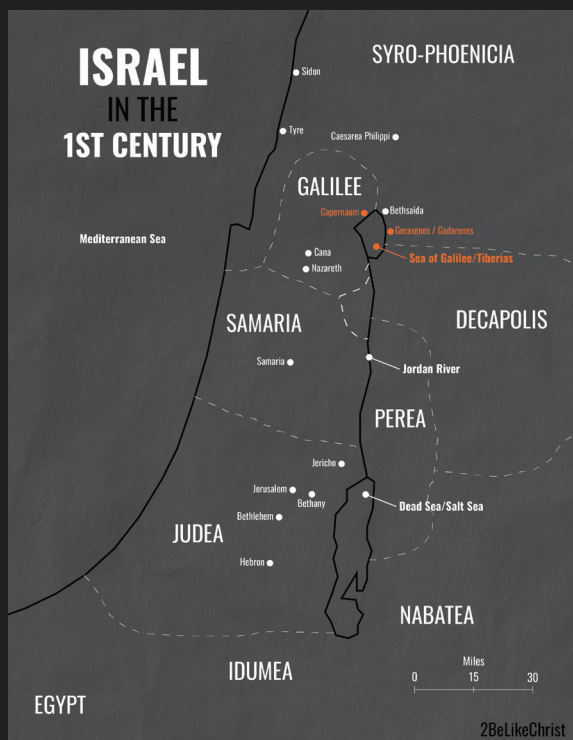 ISRAEL
IN THE
1ST CENTURY
SYRO-PHOENICIA
Sidon
Tyre
Caesarea Philippi
GALILEE
Capernaum
Bethsaida
Gerasenes / Gadarenes
Mediterranean Sea
Cana
Sea of Galilee/Tiberias
Nazareth
SAMARIA
DECAPOLIS
Samaria
Jordan River
PEREA
Jericho
Jerusalem
Bethany
Dead Sea/Salt Sea
Bethlehem
JUDEA
Hebron
NABATEA
IDUMEA
Miles
0 15 30
EGYPT
2BeLikeChrist